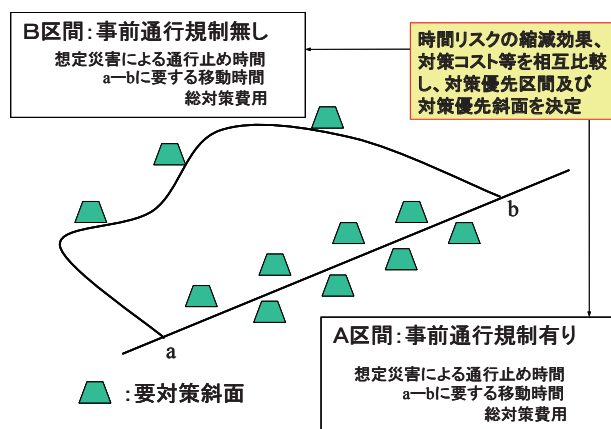 B区間：事前通行規制無し
想定災害による通行止め時間
a―bに要する移動時間
総対策費用
時間リスクの縮減効果、
対策コスト等を相互比較
し、対策優先区間及び
対策優先斜面を決定
b
a
A区間：事前通行規制有り
想定災害による通行止め時間
a―bに要する移動時間
総対策費用
：要対策斜面